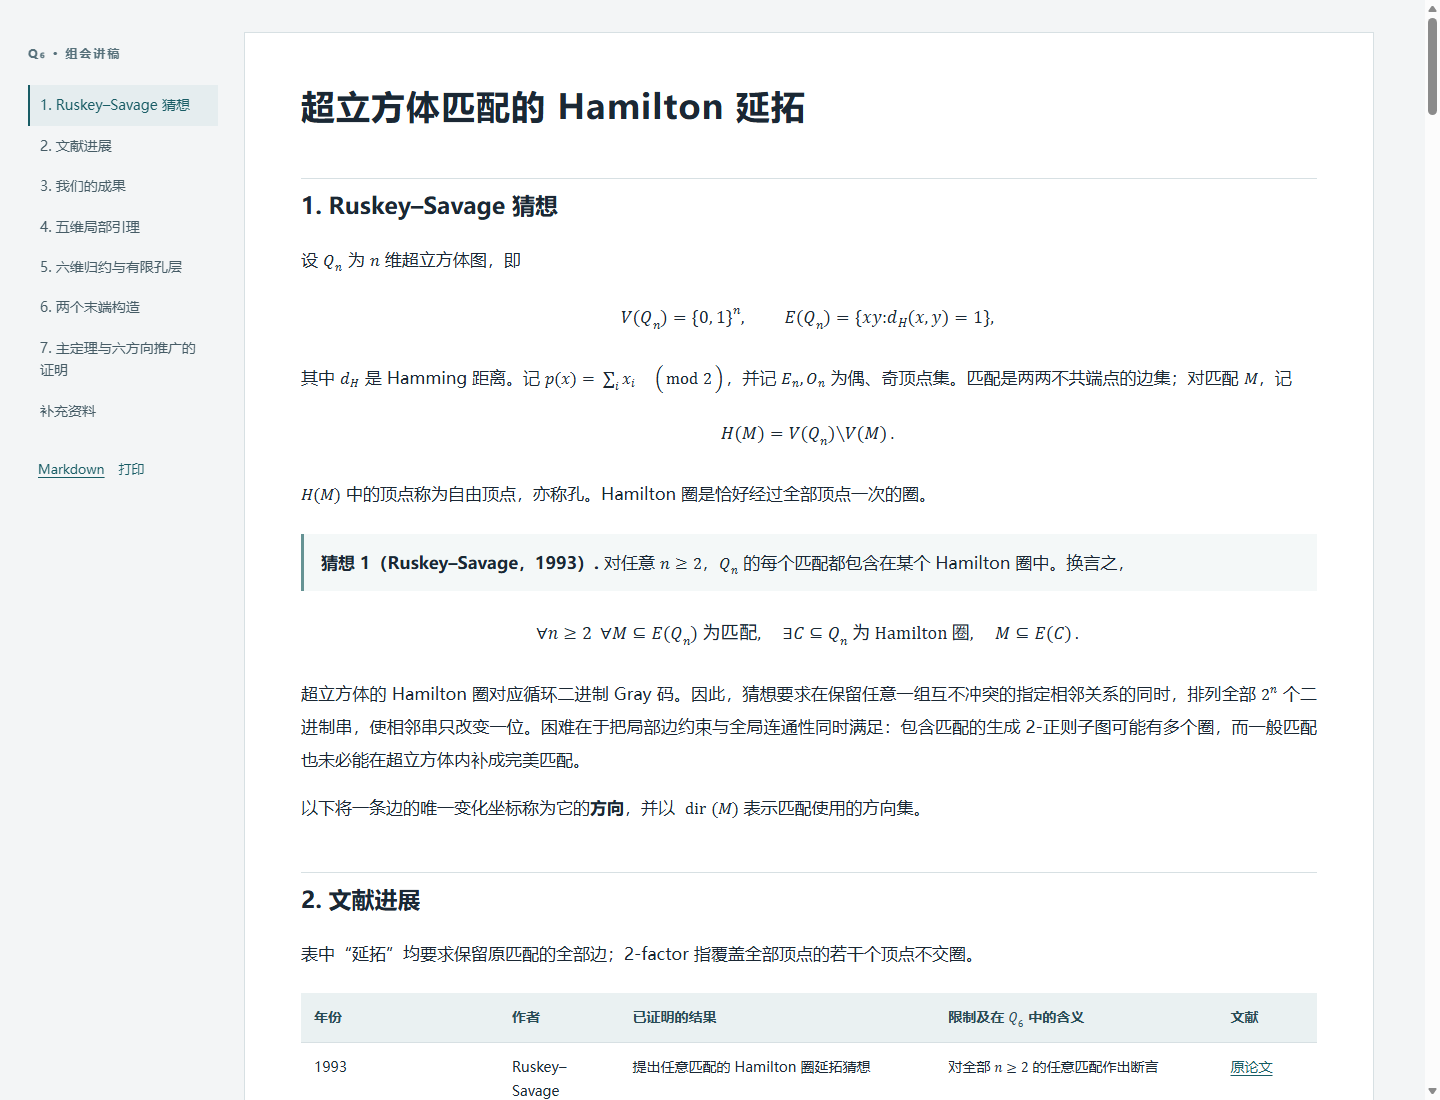 Q₆ · 组会讲稿
1. Ruskey–Savage 猜想
2. 文献进展
3. 我们的成果
4. 五维局部引理
5. 六维归约与有限孔层
6. 两个末端构造
7. 主定理与六方向推广的
证明
补充资料
Markdown 打印
超立方体匹配的 Hamilton 延拓
1. Ruskey–Savage 猜想
设 Qₙ 为 n 维超立方体图，即
V(Qₙ) = {0, 1}ⁿ, E(Qₙ) = {xy:d_H(x, y) = 1},
其中 d_H 是 Hamming 距离。记 p(x) = ∑ᵢ xᵢ (mod 2)，并记 Eₙ, Oₙ 为偶、奇顶点集。匹配是两两不共端点的边集；对匹配 M，记
H(M) = V(Qₙ)\V(M) .
H(M) 中的顶点称为自由顶点，亦称孔。Hamilton 圈是恰好经过全部顶点一次的圈。
猜想 1（Ruskey–Savage，1993）. 对任意 n ≥ 2，Qₙ 的每个匹配都包含在某个 Hamilton 圈中。换言之，
∀n ≥ 2 ∀M ⊆ E(Qₙ) 为匹配, ∃C ⊆ Qₙ 为 Hamilton 圈, M ⊆ E(C) .
超立方体的 Hamilton 圈对应循环二进制 Gray 码。因此，猜想要求在保留任意一组互不冲突的指定相邻关系的同时，排列全部 2ⁿ 个二
进制串，使相邻串只改变一位。困难在于把局部边约束与全局连通性同时满足：包含匹配的生成 2-正则子图可能有多个圈，而一般匹配
也未必能在超立方体内补成完美匹配。
以下将一条边的唯一变化坐标称为它的方向，并以 dir (M) 表示匹配使用的方向集。
2. 文献进展
表中“延拓”均要求保留原匹配的全部边；2-factor 指覆盖全部顶点的若干个顶点不交圈。
年份 作者 已证明的结果 限制及在 Q₆ 中的含义 文献
1993 Ruskey– 提出任意匹配的 Hamilton 圈延拓猜想 对全部 n ≥ 2 的任意匹配作出断言 原论文
Savage